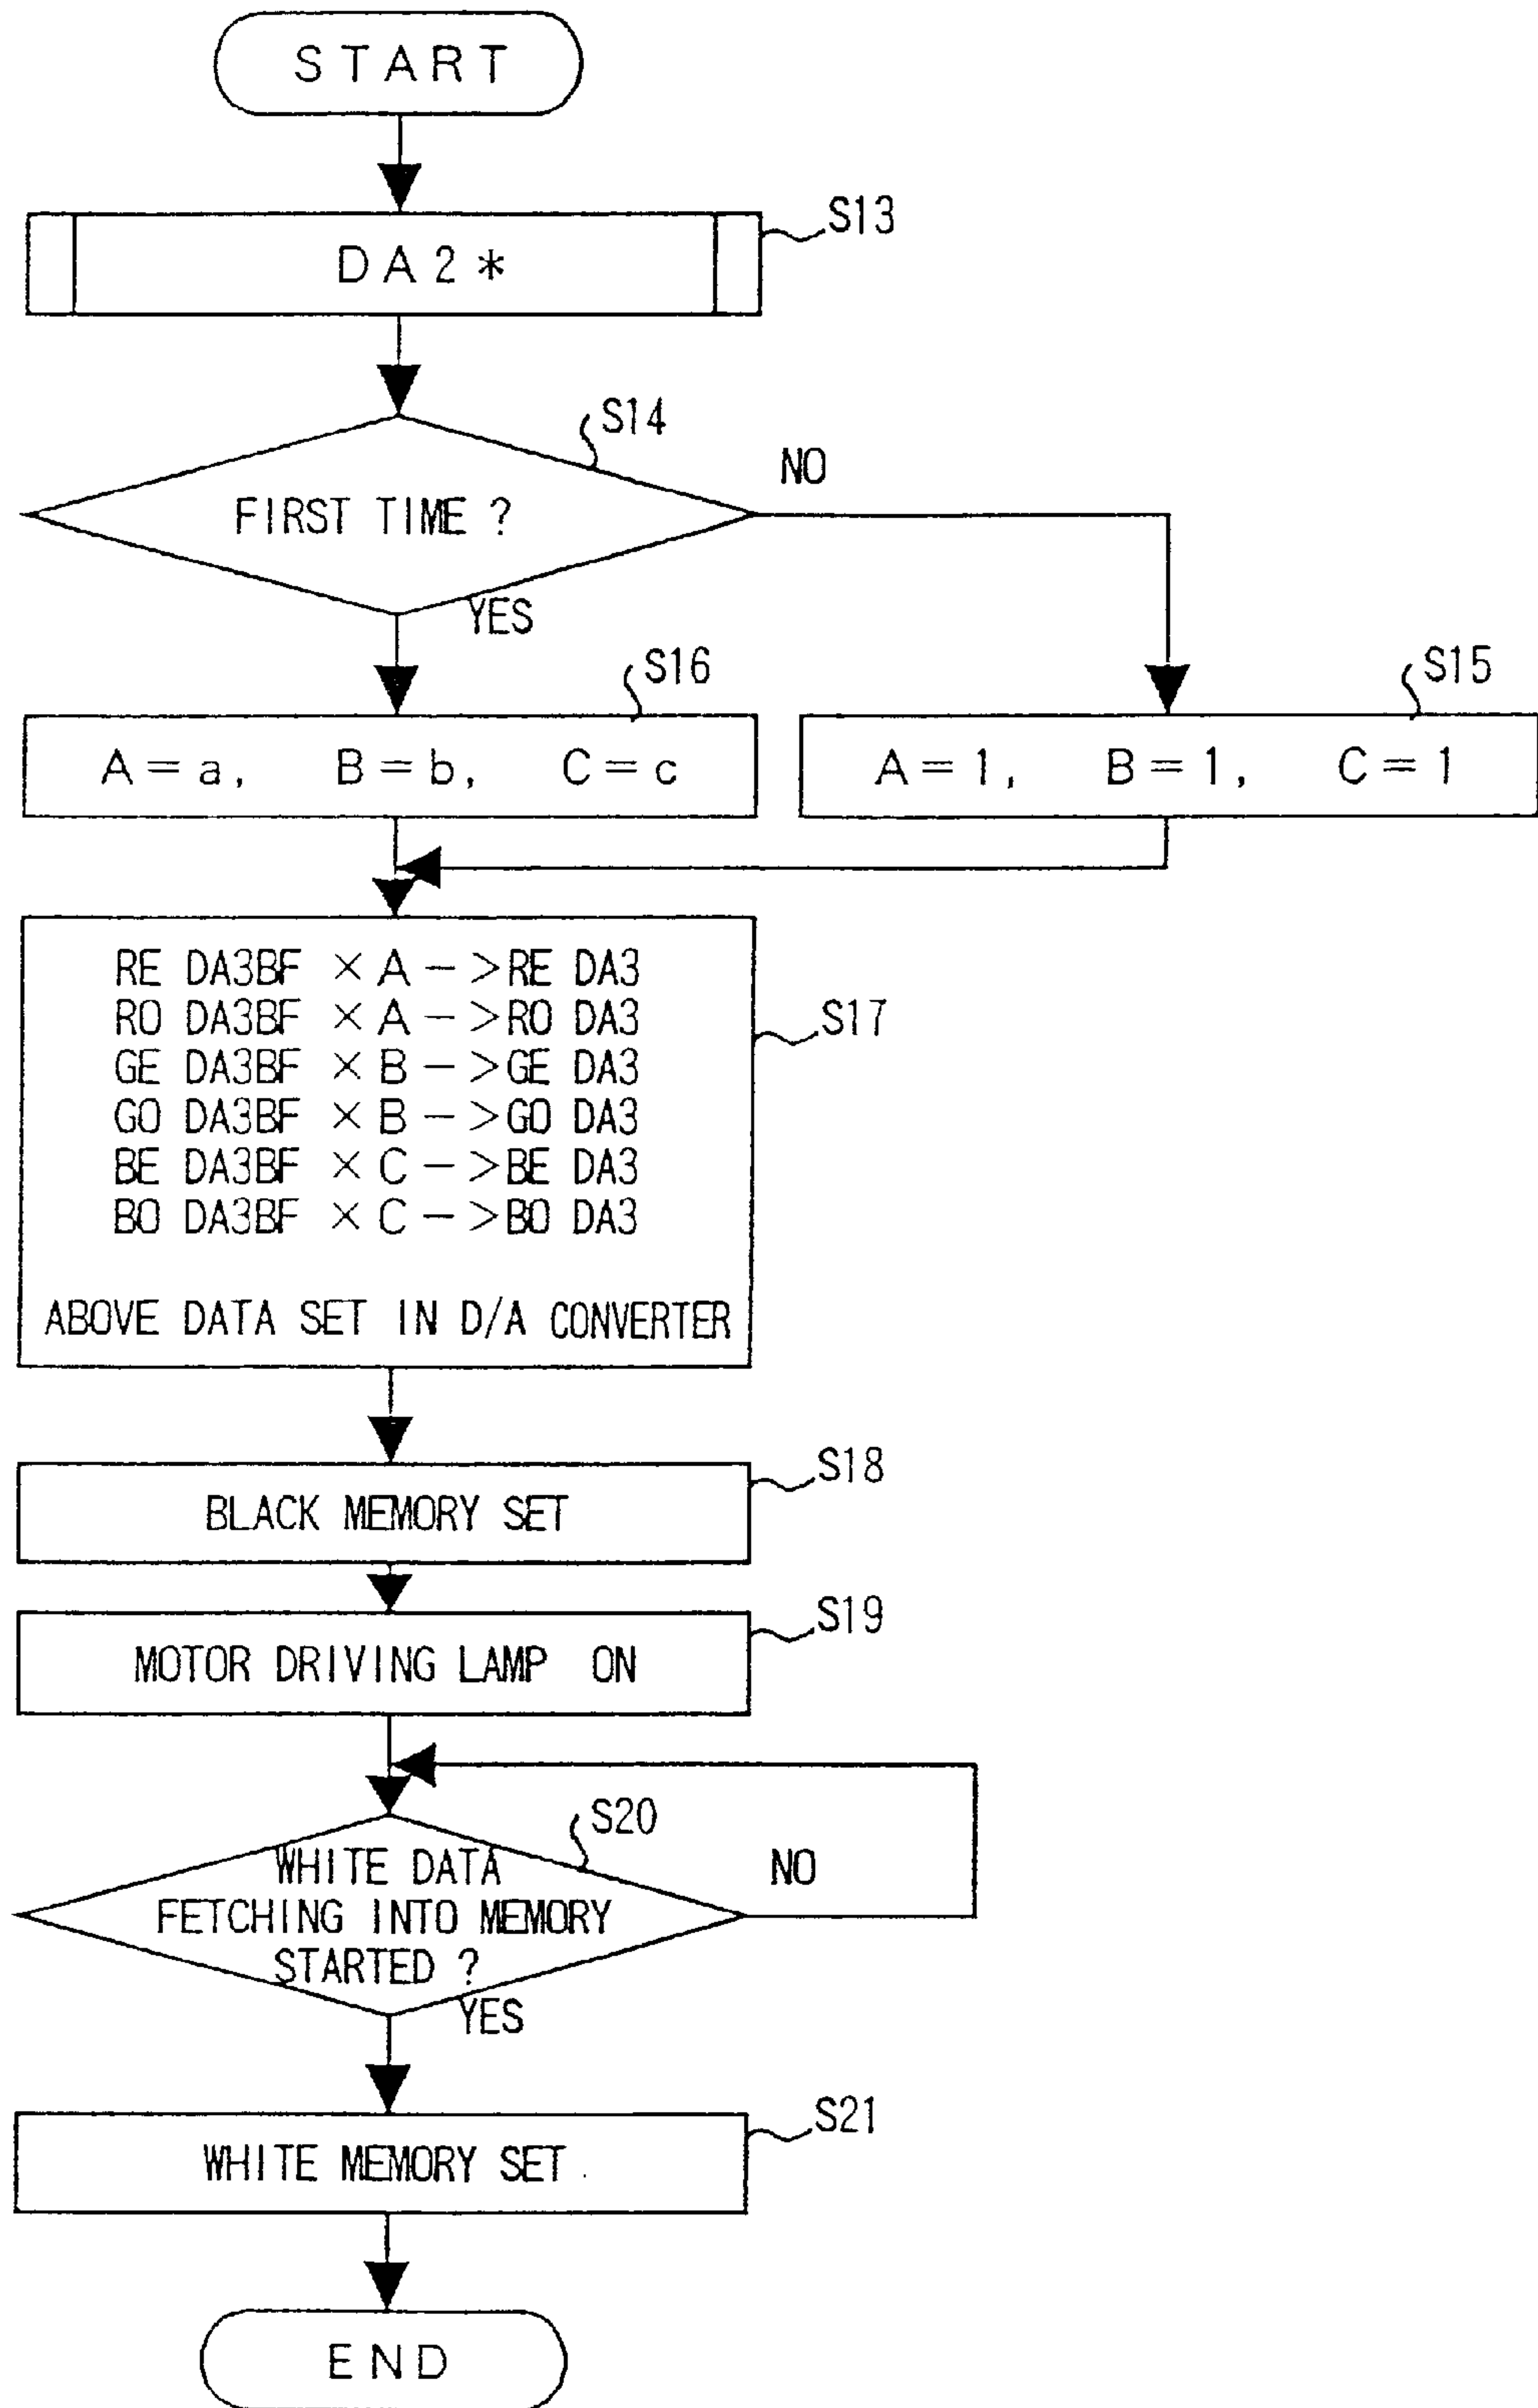 START
DA2*
S13
S14
FIRST TIME ?
NO
YES
S16
A=a, B=b, C=c
S15
A=1, B=1, C=1
RE DA3BF × A - >RE DA3
RO DA3BF × A - >RO DA3
GE DA3BF × B - >GE DA3
GO DA3BF × B - >GO DA3
BE DA3BF × C - >BE DA3
BO DA3BF × C - >BO DA3
ABOVE DATA SET IN D/A CONVERTER
S17
BLACK MEMORY SET
S18
MOTOR DRIVING LAMP ON
S19
S20
WHITE DATA
FETCHING INTO MEMORY
STARTED ?
NO
YES
WHITE MEMORY SET
S21
END